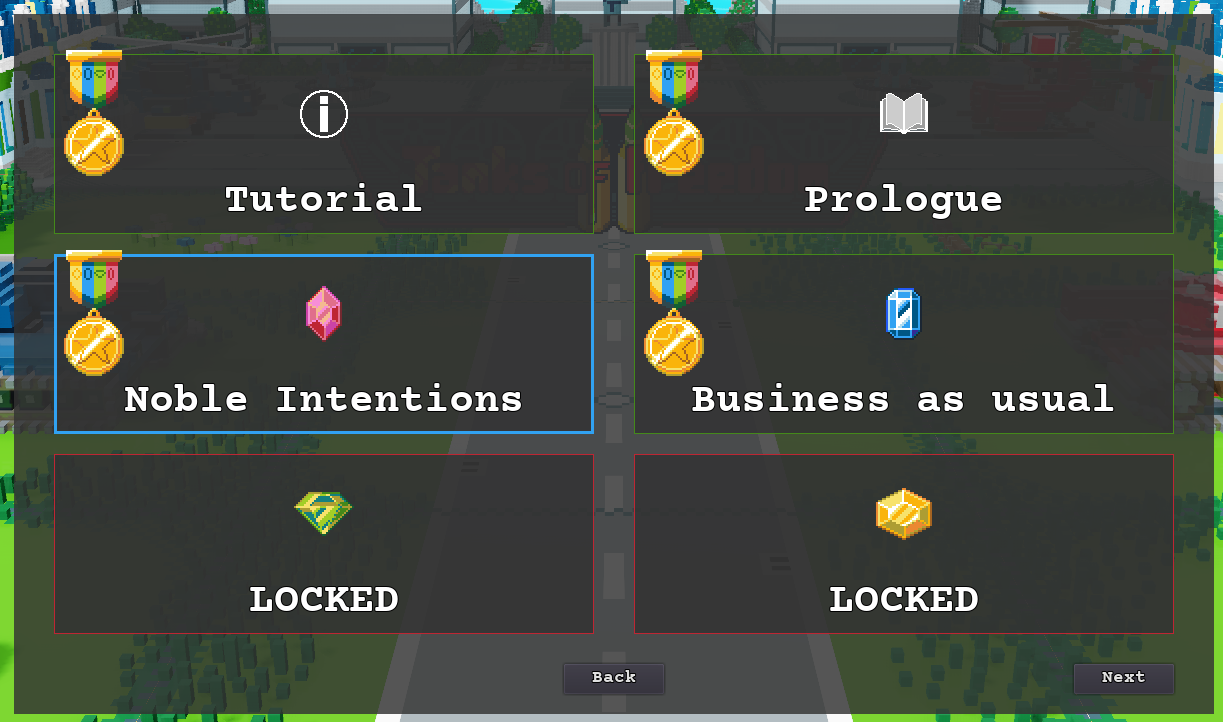 Tutorial
Prologue
Noble Intentions
Business as usual
LOCKED
LOCKED
Back
Next